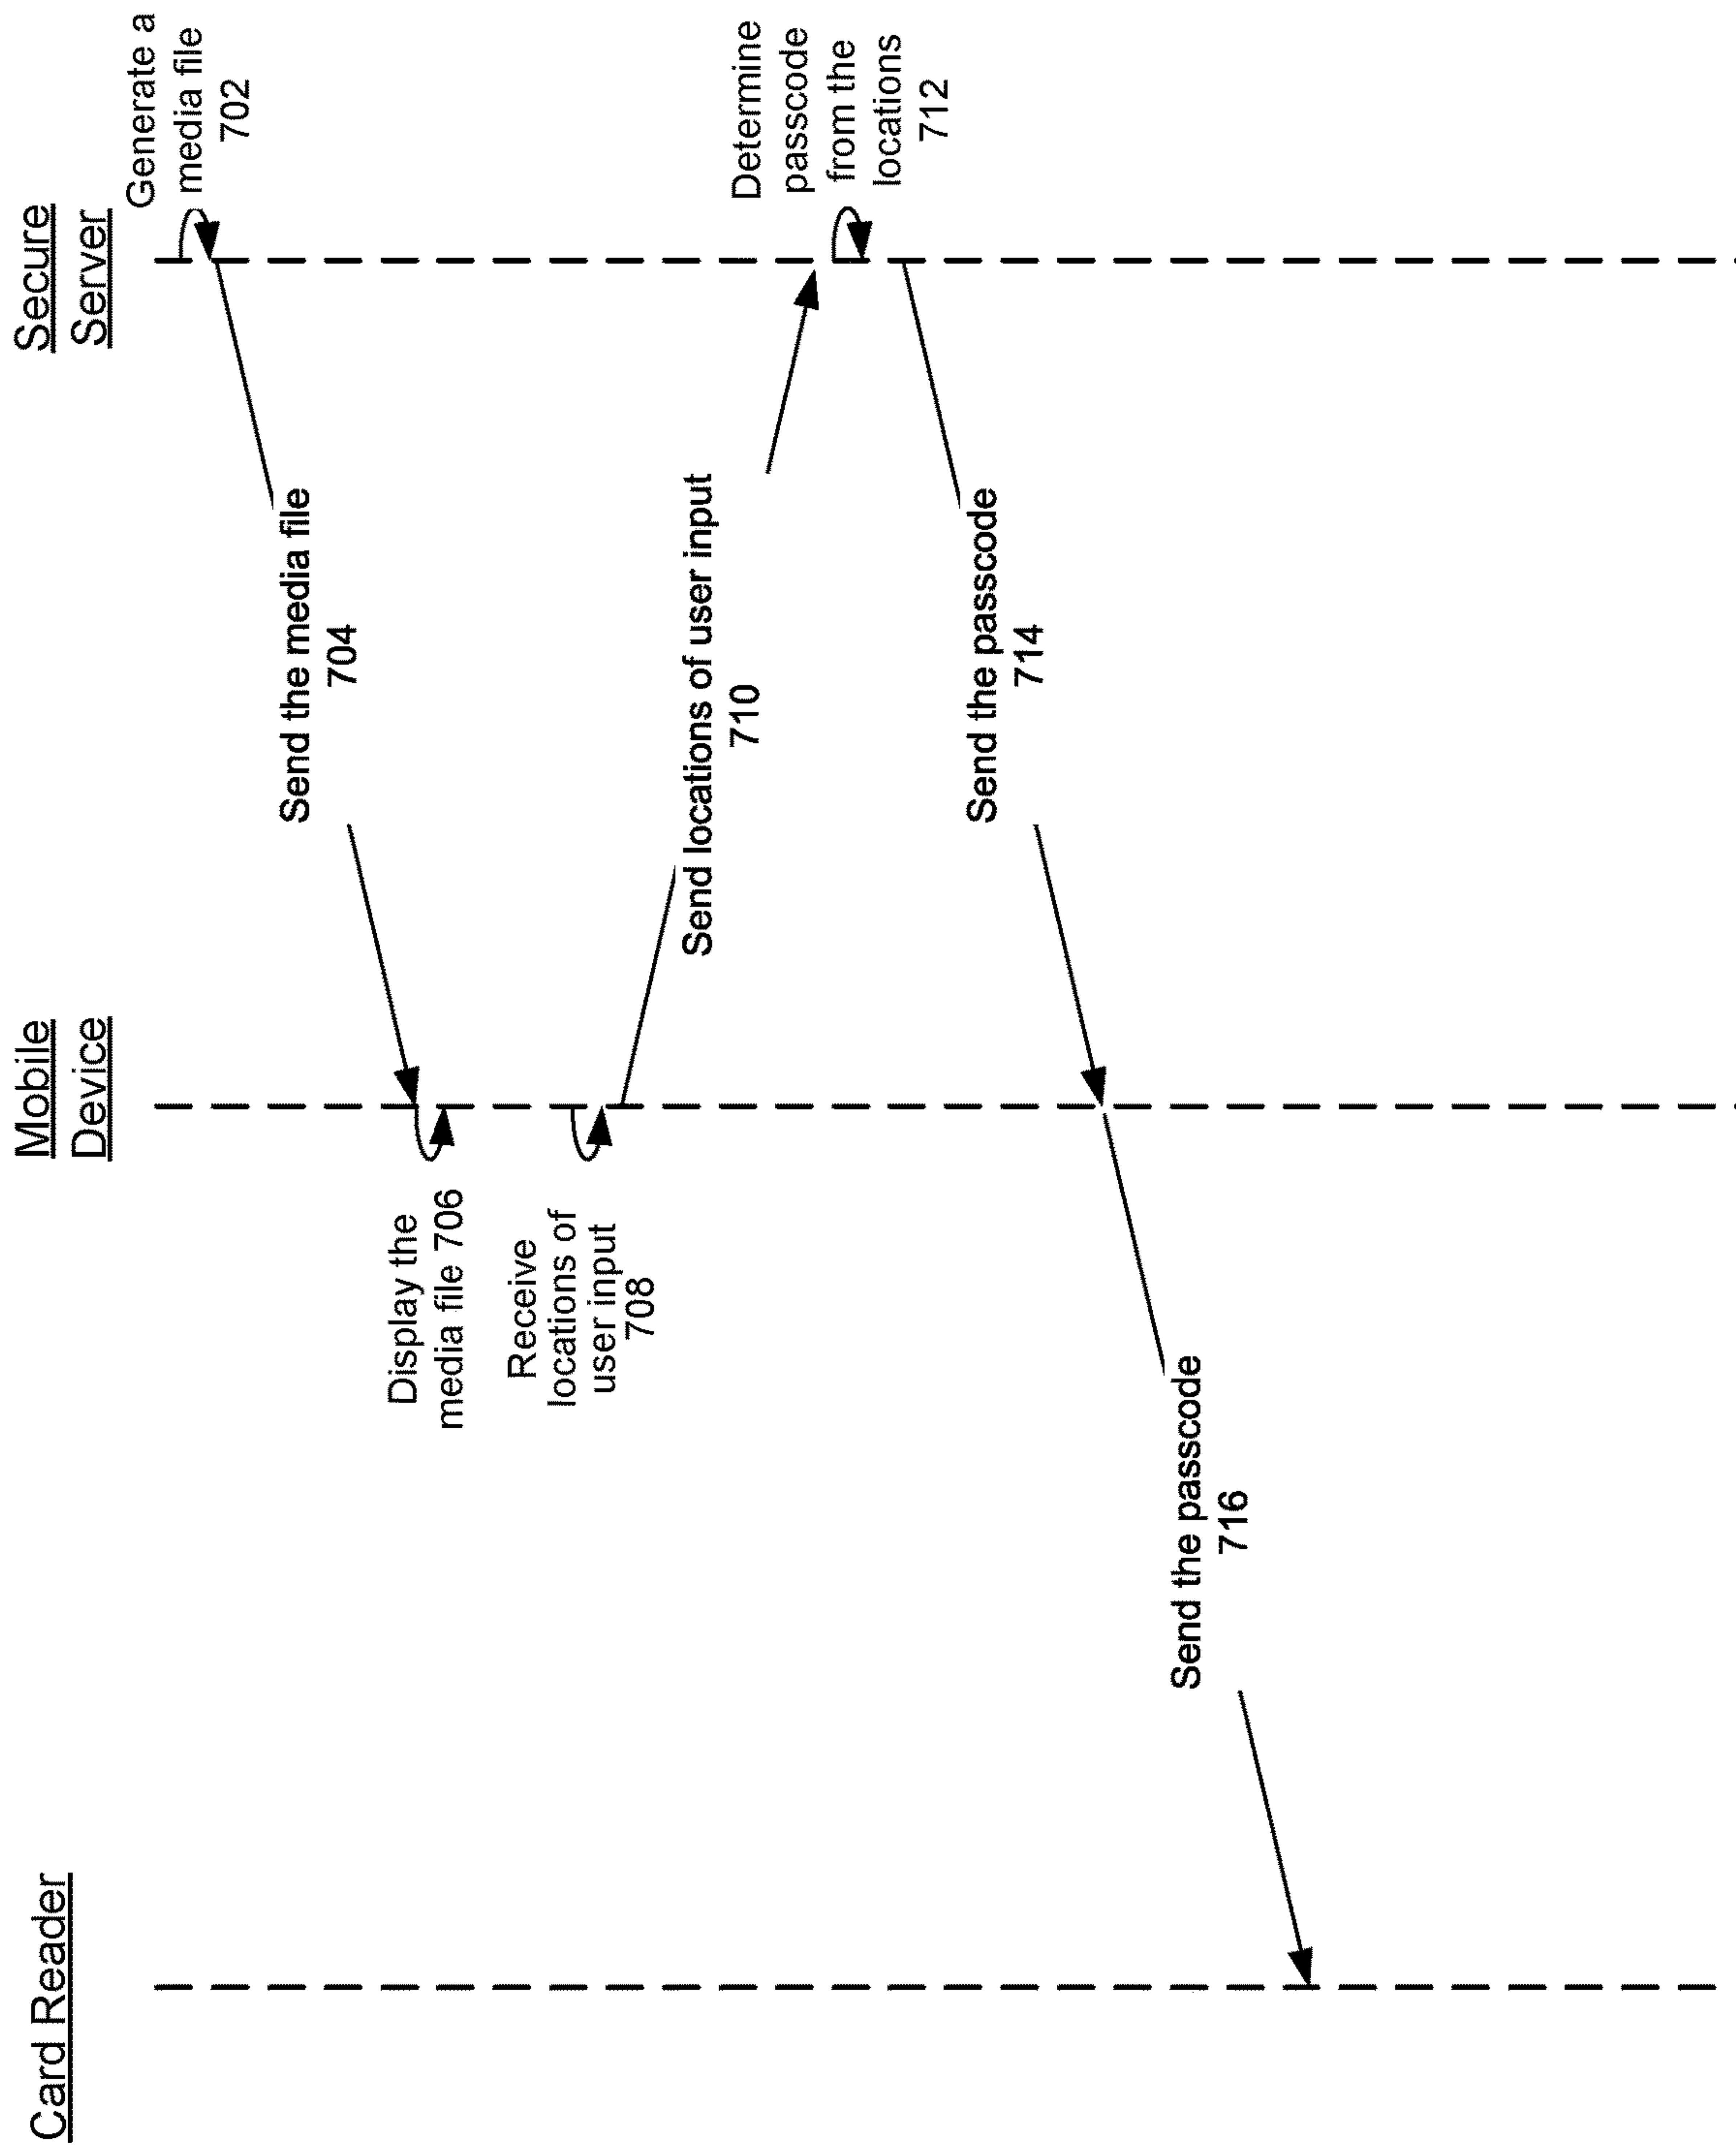 Card Reader
Mobile
Device
Secure
Server
Generate a
media file
702
Send the media file
704
Display the
media file 706
Receive
locations of
user input
708
Send locations of user input
710
Determine
passcode
from the
locations
712
Send the passcode
714
Send the passcode
716